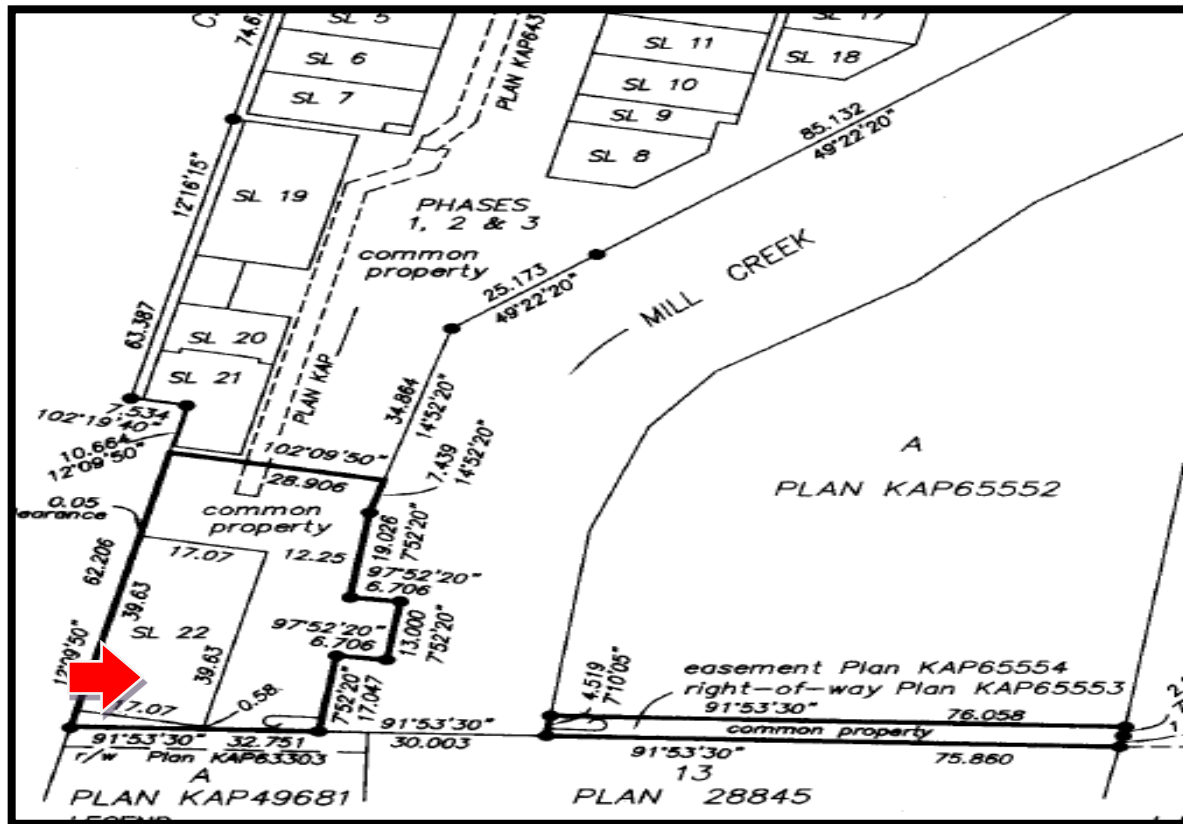 SL 5
SL 6
SL 7
74.67
PLAN KAP643
SL 11
SL 10
SL 9
SL 8
SL 17
SL 18
85.132
49°22'20"
12°16'15"
63.387
SL 19
PHASES
1, 2 & 3
common
property
25.173
49°22'20"
MILL CREEK
SL 20
SL 21
PLAN KAP
34.864
14°52'20"
7.534
102°19'40"
10.664
12°09'50"
102°09'50"
28.906
7.439
14°52'20"
A
PLAN KAP65552
0.05
earance
common
property
62.206
12°09'50"
17.07
12.25
19.026
7°52'20"
97°52'20"
6.706
39.63
SL 22
39.63
97°52'20"
6.706
13.000
7°52'20"
7°52'20"
17.047
17.07
0.58
4.519
7°10'05"
easement Plan KAP65554
right-of-way Plan KAP65553
91°53'30"
76.058
common property
91°53'30"
32.751
91°53'30"
30.003
91°53'30"
75.860
r/w Plan KAP63303
A
PLAN KAP49681
13
PLAN 28845
LEGEND